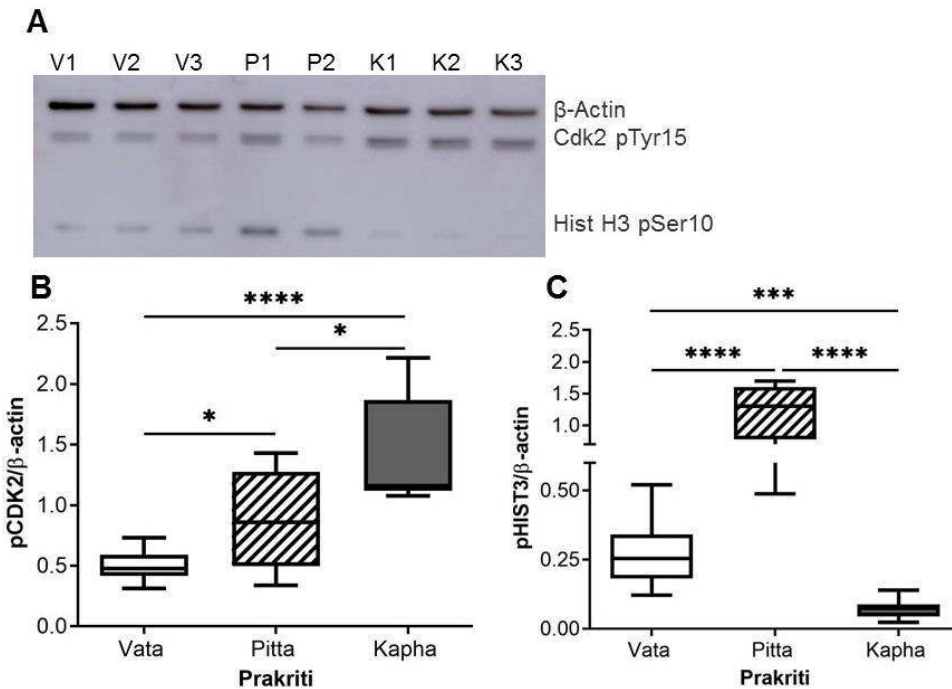 A
V1 V2 V3 P1 P2 K1 K2 K3
β-Actin
Cdk2 pTyr15
Hist H3 pSer10
B
****
*
*
2.5
2.0
1.5
1.0
0.5
0.0
pCDK2/β-actin
Vata Pitta Kapha
Prakriti
C
***
**** ****
2.0
1.5
1.0
0.50
0.25
0.00
pHIST3/β-actin
Vata Pitta Kapha
Prakriti